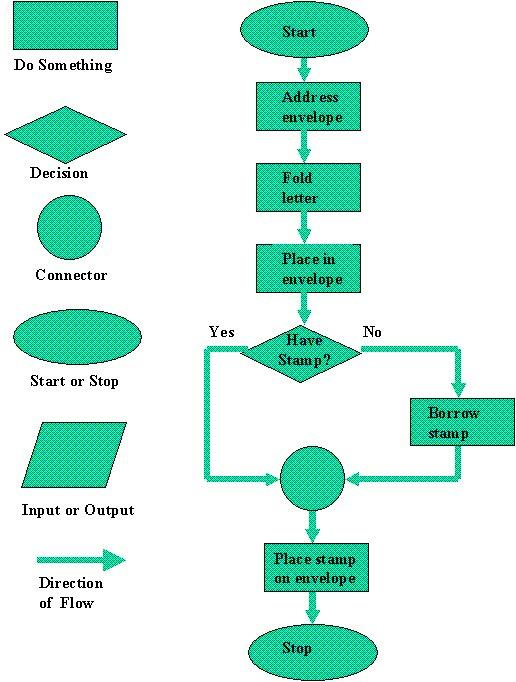 Do Something
Decision
Connector
Start or Stop
Input or Output
Direction
of Flow
Start
Address
envelope
Fold
letter
Place in
envelope
Have
Stamp?
Yes
No
Borrow
stamp
Place stamp
on envelope
Stop